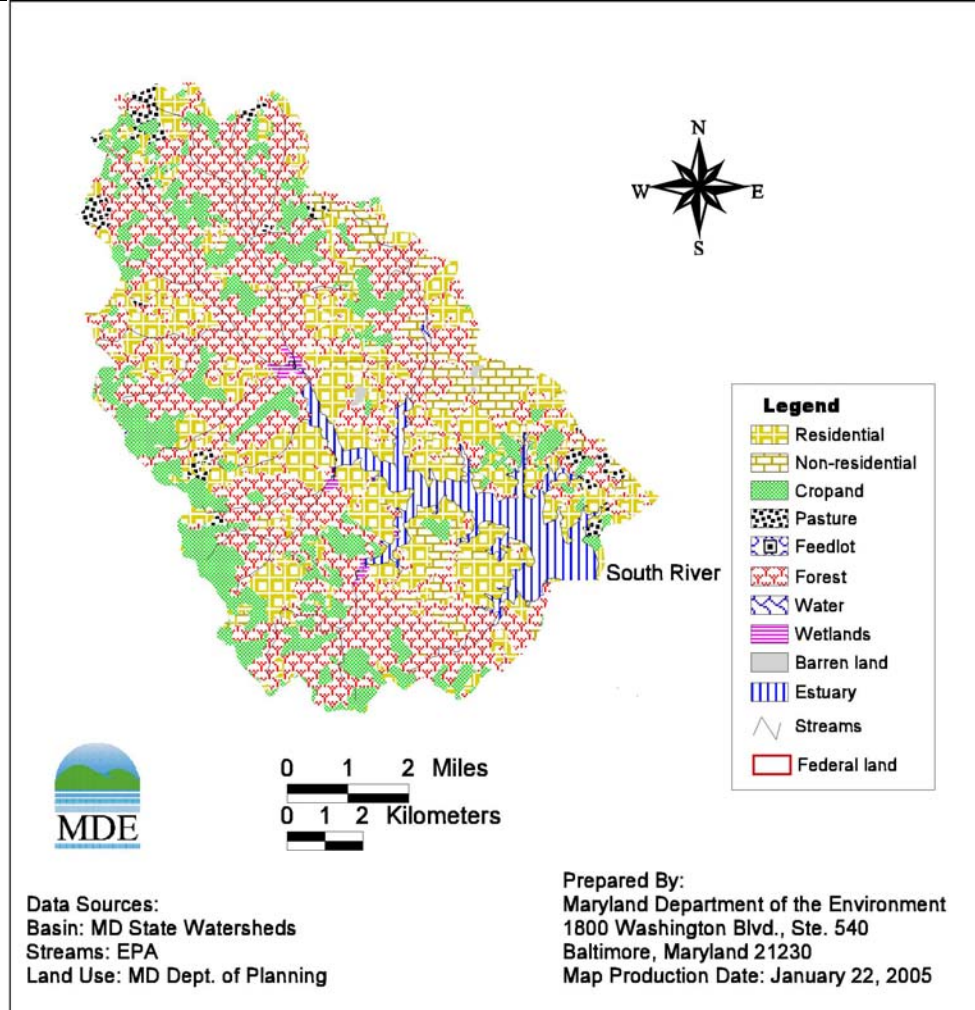 N
W E
S
Legend
Residential
Non-residential
Cropand
Pasture
Feedlot
Forest
Water
Wetlands
Barren land
Estuary
Streams
Federal land
South River
MDE
0 1 2 Miles
0 1 2 Kilometers
Data Sources:
Basin: MD State Watersheds
Streams: EPA
Land Use: MD Dept. of Planning
Prepared By:
Maryland Department of the Environment
1800 Washington Blvd., Ste. 540
Baltimore, Maryland 21230
Map Production Date: January 22, 2005